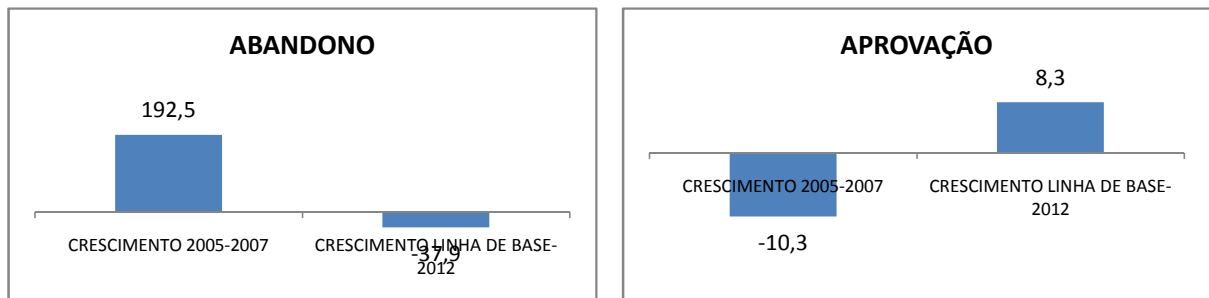 ABANDONO
192,5
CRESCIMENTO 2005-2007
CRESCIMENTO LINHA DE BASE-
2012
-37,9
APROVAÇÃO
8,3
CRESCIMENTO 2005-2007
CRESCIMENTO LINHA DE BASE-
2012
-10,3